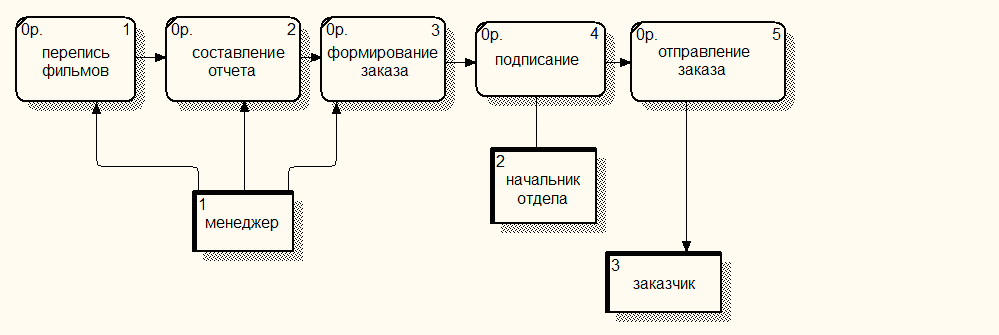 0р. 1
перепись
фильмов
0р. 2
составление
отчета
0р. 3
формирование
заказа
0р. 4
подписание
0р. 5
отправление
заказа
1
менеджер
2
начальник
отдела
3
заказчик